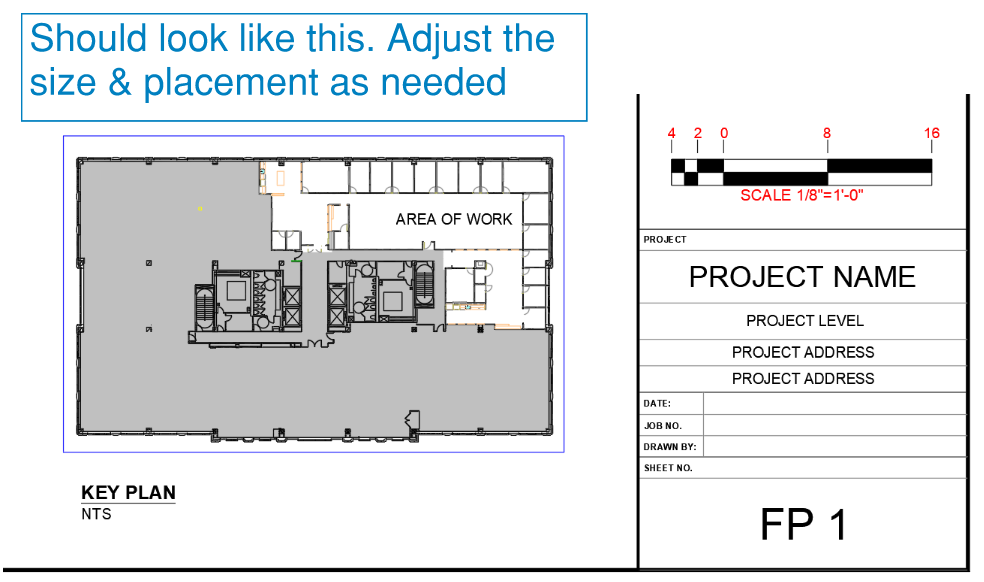 Should look like this. Adjust the
size & placement as needed
AREA OF WORK
KEY PLAN
NTS
4 2 0 8 16
SCALE 1/8"=1'-0"
PROJECT
PROJECT NAME
PROJECT LEVEL
PROJECT ADDRESS
PROJECT ADDRESS
DATE:
JOB NO.
DRAWN BY:
SHEET NO.
FP 1